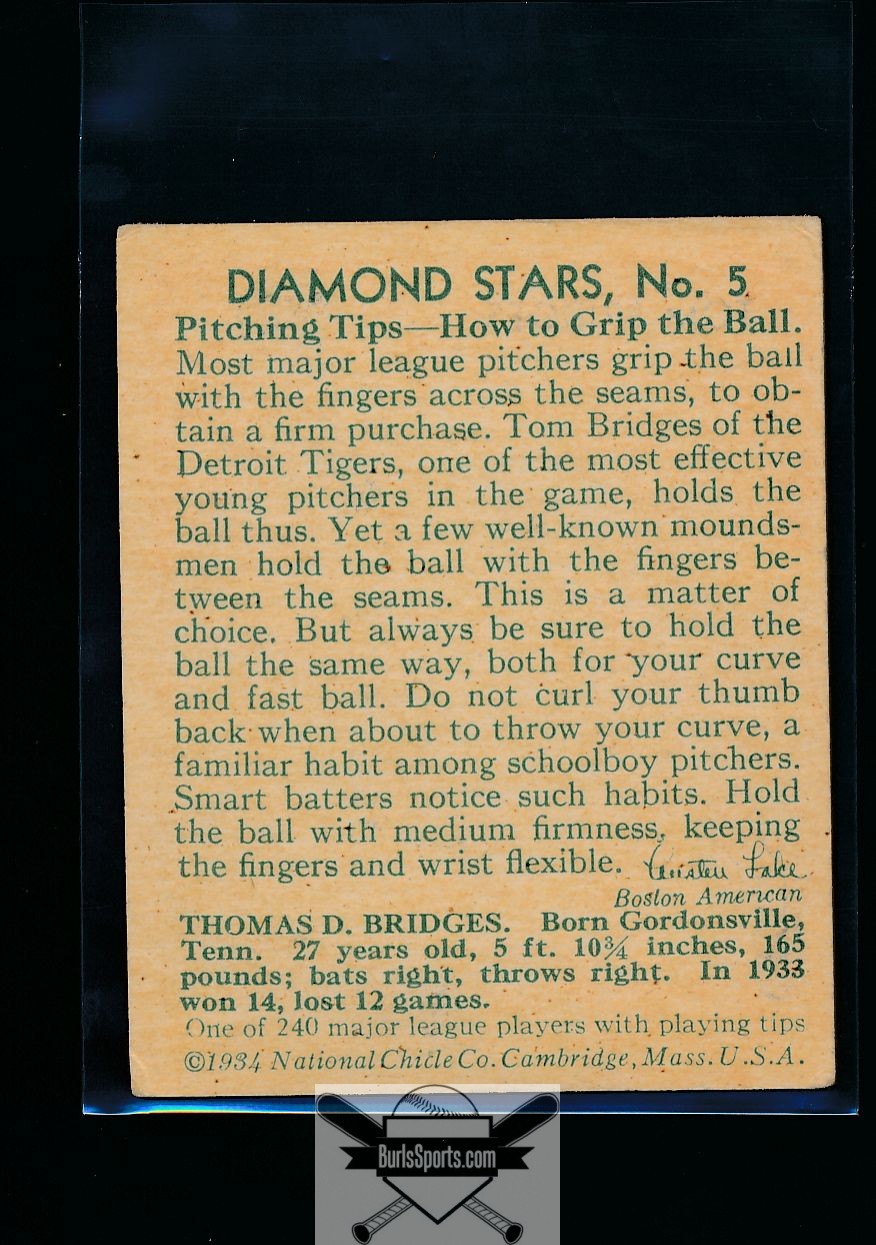 DIAMOND STARS, No. 5
Pitching Tips—How to Grip the Ball.
Most major league pitchers grip the ball
with the fingers across the seams, to ob-
tain a firm purchase. Tom Bridges of the
Detroit Tigers, one of the most effective
young pitchers in the game, holds the
ball thus. Yet a few well-known mounds-
men hold the ball with the fingers be-
tween the seams. This is a matter of
choice. But always be sure to hold the
ball the same way, both for your curve
and fast ball. Do not curl your thumb
back when about to throw your curve, a
familiar habit among schoolboy pitchers.
Smart batters notice such habits. Hold
the ball with medium firmness, keeping
the fingers and wrist flexible. Austen Lake
Boston American
THOMAS D. BRIDGES. Born Gordonsville,
Tenn. 27 years old, 5 ft. 10¾ inches, 165
pounds; bats right, throws right. In 1933
won 14, lost 12 games.
One of 240 major league players with playing tips
©1934 National Chicle Co. Cambridge, Mass. U.S.A.
BurlsSports.com